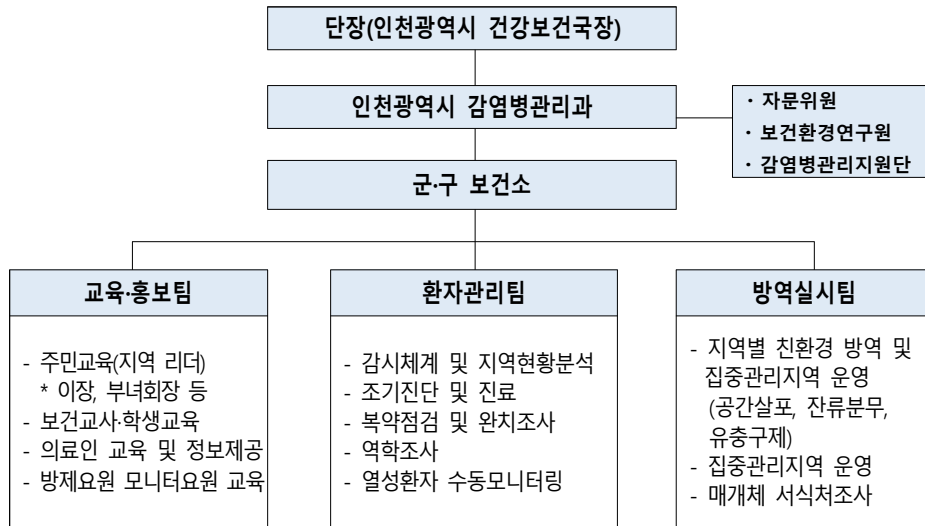 단장(인천광역시 건강보건국장)
인천광역시 감염병관리과
· 자문위원
· 보건환경연구원
· 감염병관리지원단
군·구 보건소
교육·홍보팀
- 주민교육(지역 리더)
* 이장, 부녀회장 등
- 보건교사·학생교육
- 의료인 교육 및 정보제공
- 방제요원 모니터요원 교육
환자관리팀
- 감시체계 및 지역현황분석
- 조기진단 및 진료
- 복약점검 및 완치조사
- 역학조사
- 열성환자 수동모니터링
방역실시팀
- 지역별 친환경 방역 및
집중관리지역 운영
(공간살포, 잔류분무,
유충구제)
- 집중관리지역 운영
- 매개체 서식처조사